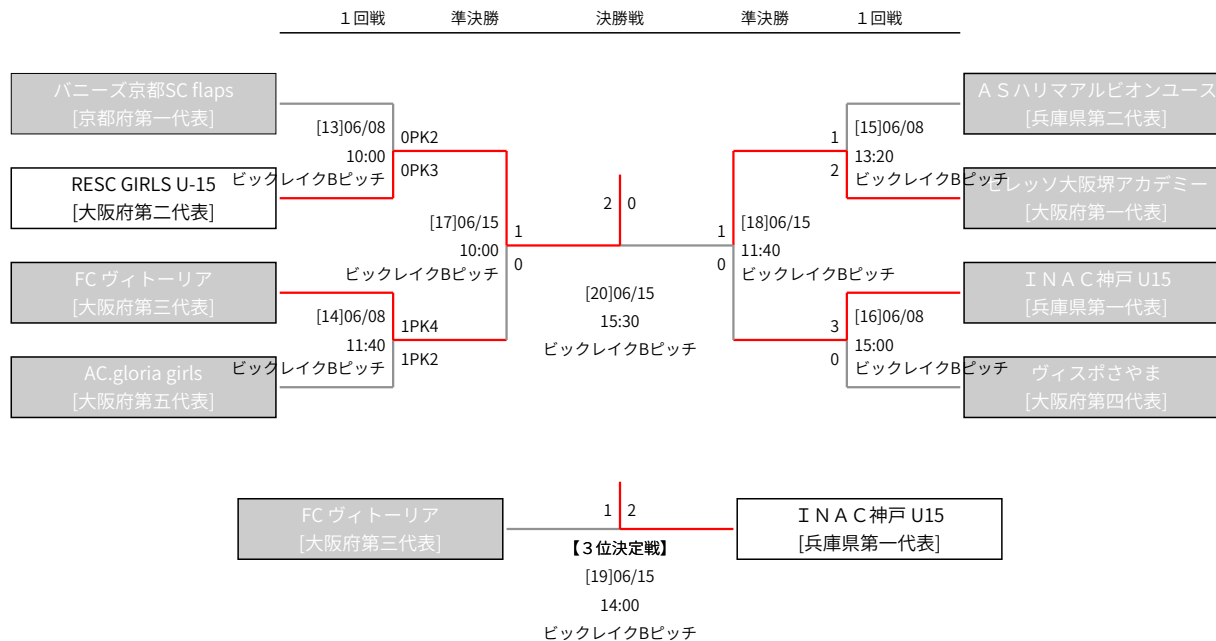 １回戦
準決勝
決勝戦
準決勝
１回戦
バニーズ京都SC flaps
[京都府第一代表]
RESC GIRLS U-15
[大阪府第二代表]
FC ヴィトーリア
[大阪府第三代表]
AC.gloria girls
[大阪府第五代表]
[13]06/08
10:00
ビックレイクBピッチ
0PK2
0PK3
[14]06/08
11:40
ビックレイクBピッチ
1PK4
1PK2
[17]06/15
10:00
ビックレイクBピッチ
1
0
2
0
[20]06/15
15:30
ビックレイクBピッチ
1
0
[18]06/15
11:40
ビックレイクBピッチ
1
2
[15]06/08
13:20
ビックレイクBピッチ
3
0
[16]06/08
15:00
ビックレイクBピッチ
ＡＳハリマアルビオンユース
[兵庫県第二代表]
セレッソ大阪堺アカデミー
[大阪府第一代表]
ＩＮＡＣ神戸 U15
[兵庫県第一代表]
ヴィスポさやま
[大阪府第四代表]
FC ヴィトーリア
[大阪府第三代表]
1
2
ＩＮＡＣ神戸 U15
[兵庫県第一代表]
【３位決定戦】
[19]06/15
14:00
ビックレイクBピッチ